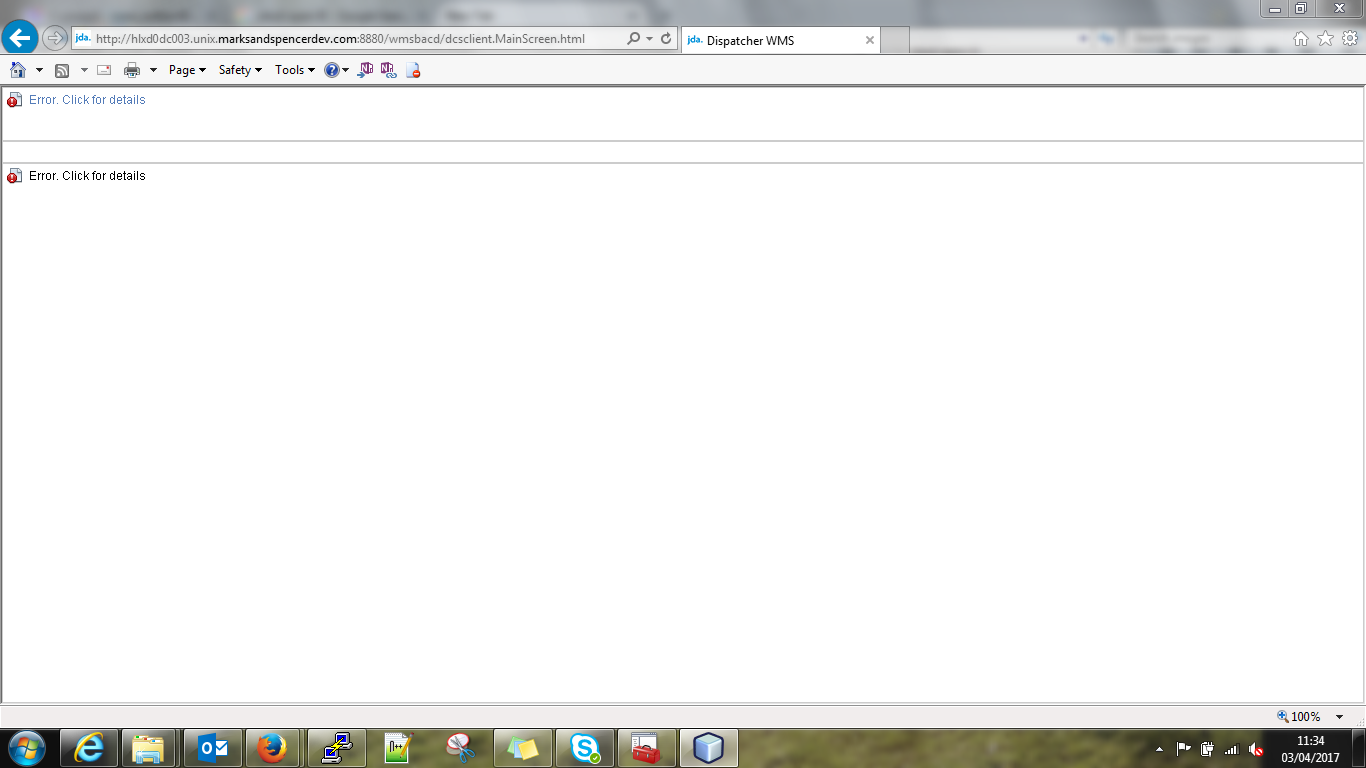 jda. http://hlxd0dc003.unix.marksandspencerdev.com:8880/wmsbacd/dcsclient.MainScreen.html
jda. Dispatcher WMS
Page Safety Tools
Error. Click for details
Error. Click for details
100%
11:34
03/04/2017